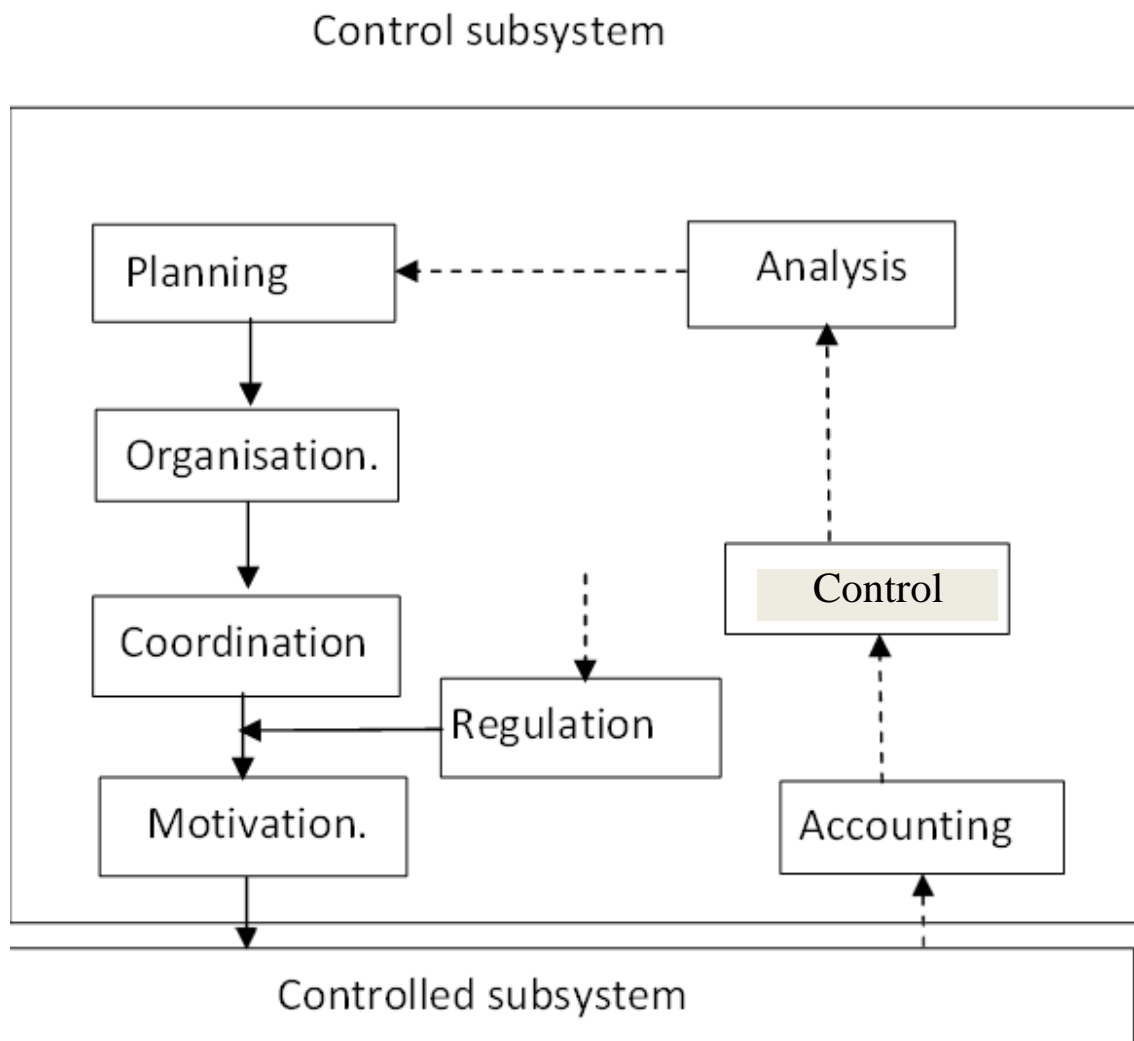 Control subsystem
Planning
Analysis
Organisation.
Control
Coordination
Regulation
Motivation.
Accounting
Controlled subsystem